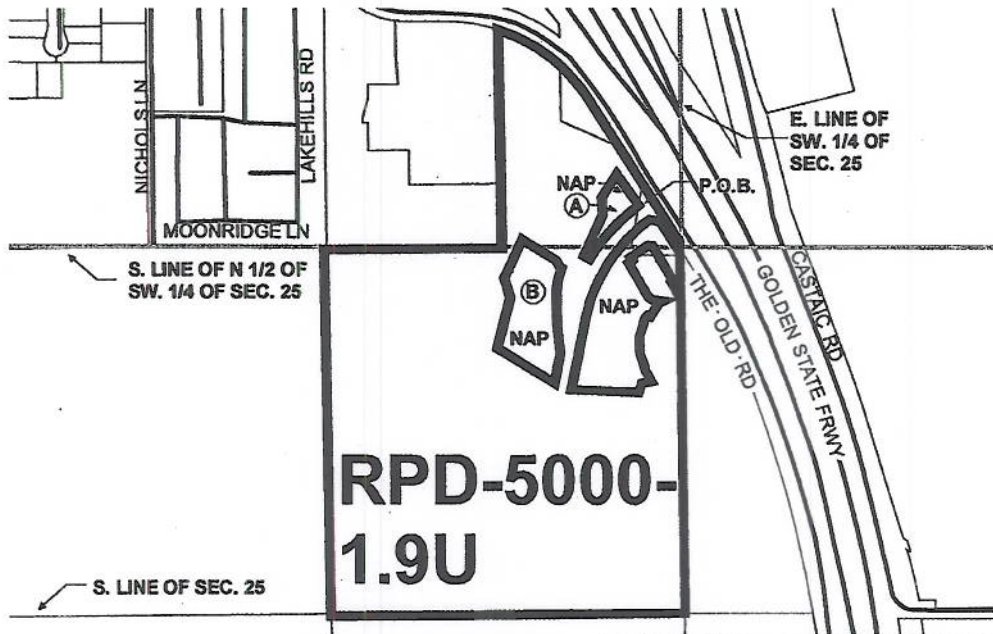 NICHOLS LN
LAKEHILLS RD
MOONRIDGE LN
E. LINE OF
SW. 1/4 OF
SEC. 25
NAP
A
P.O.B.
S. LINE OF N 1/2 OF
SW. 1/4 OF SEC. 25
B
NAP
NAP
THE OLD RD
GOLDEN STATE FRWY
CASTAIC RD
RPD-5000-
1.9U
S. LINE OF SEC. 25